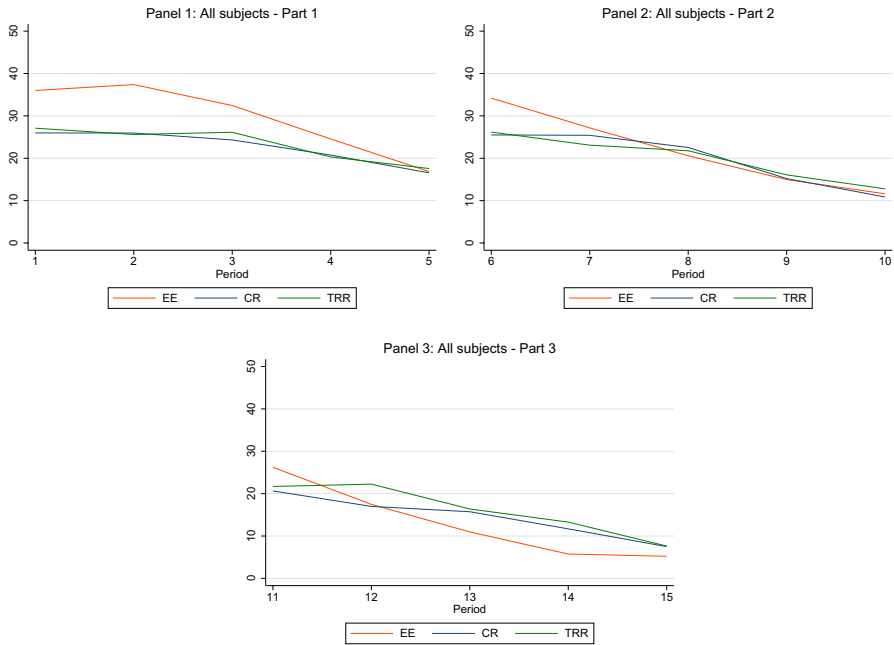 Panel 1: All subjects - Part 1
50
40
30
20
10
0
1 2 3 4 5
Period
EE CR TRR
Panel 2: All subjects - Part 2
50
40
30
20
10
0
6 7 8 9 10
Period
EE CR TRR
Panel 3: All subjects - Part 3
50
40
30
20
10
0
11 12 13 14 15
Period
EE CR TRR